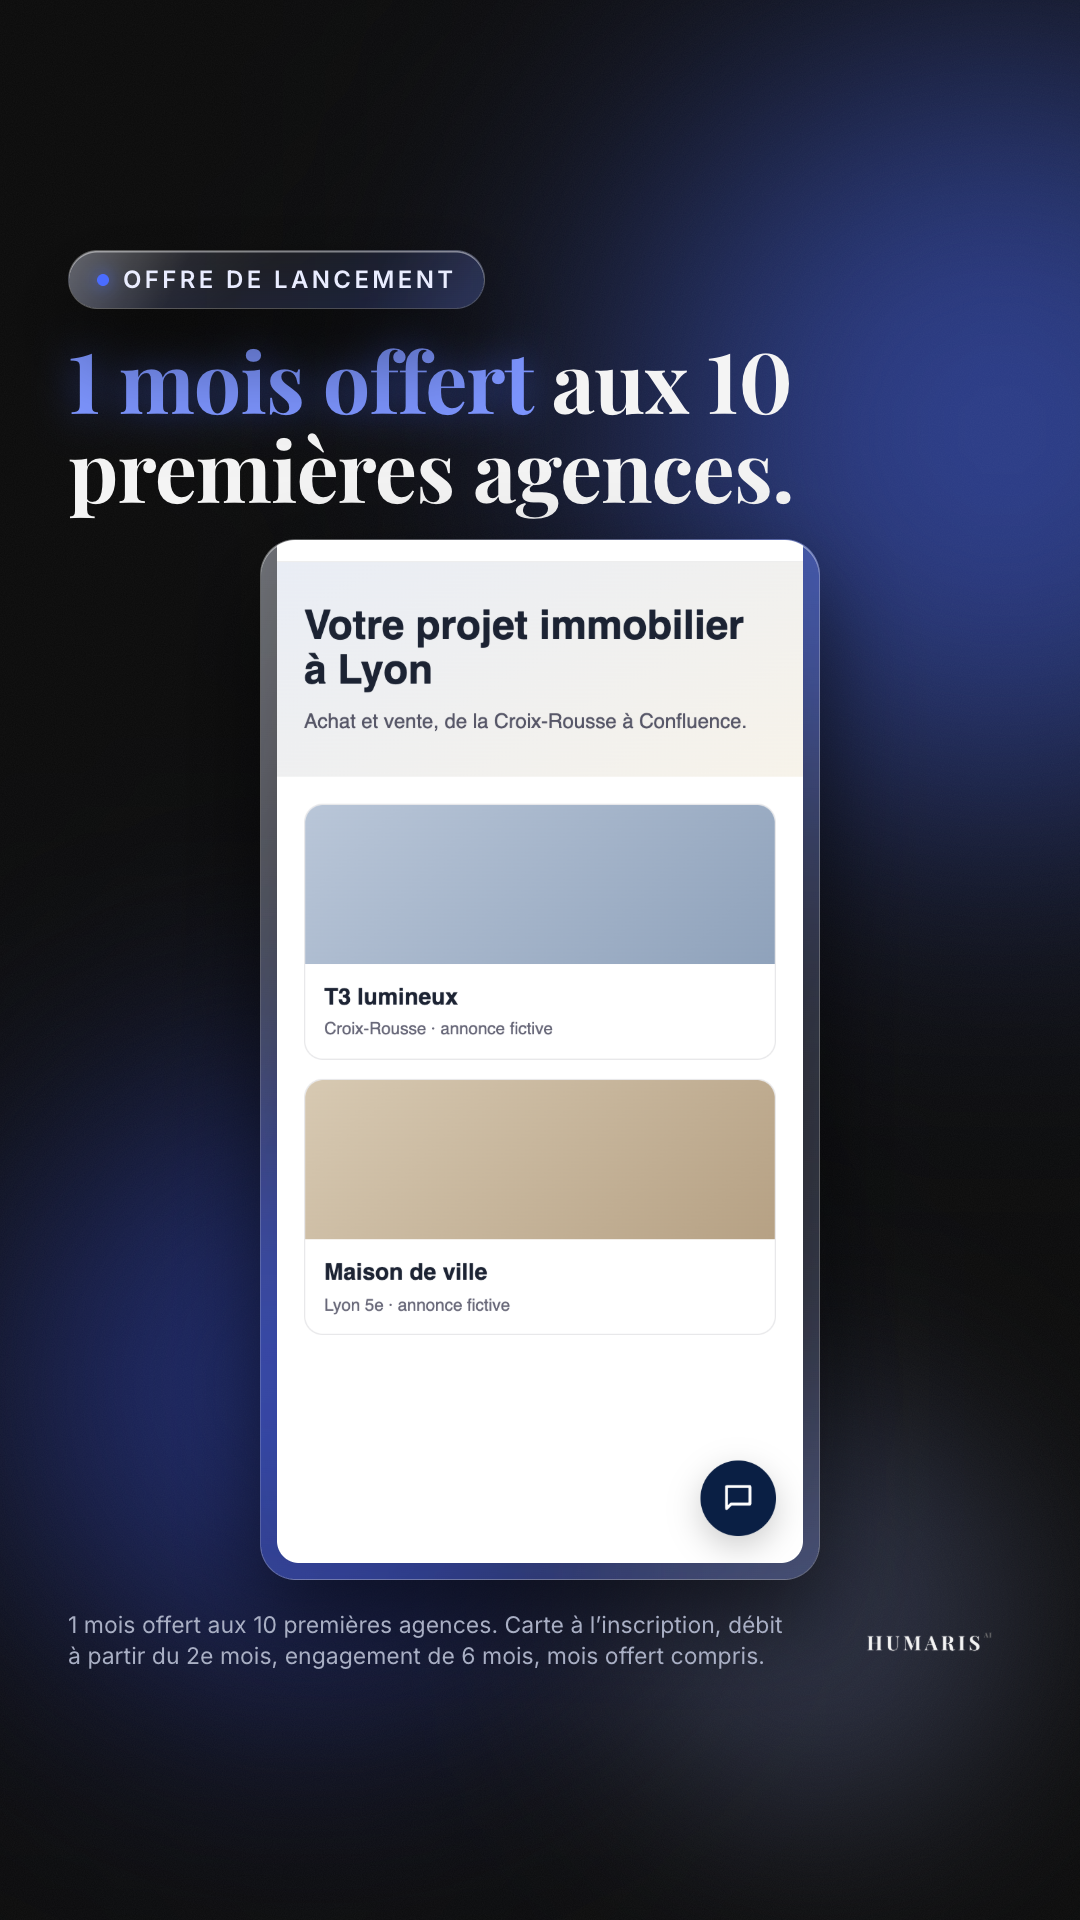 OFFRE DE LANCEMENT
1 mois offert aux 10
premières agences.
Votre projet immobilier
à Lyon
Achat et vente, de la Croix-Rousse à Confluence.
T3 lumineux
Croix-Rousse · annonce fictive
Maison de ville
Lyon 5e · annonce fictive
1 mois offert aux 10 premières agences. Carte à l’inscription, débit
à partir du 2e mois, engagement de 6 mois, mois offert compris.
HUMARIS AI